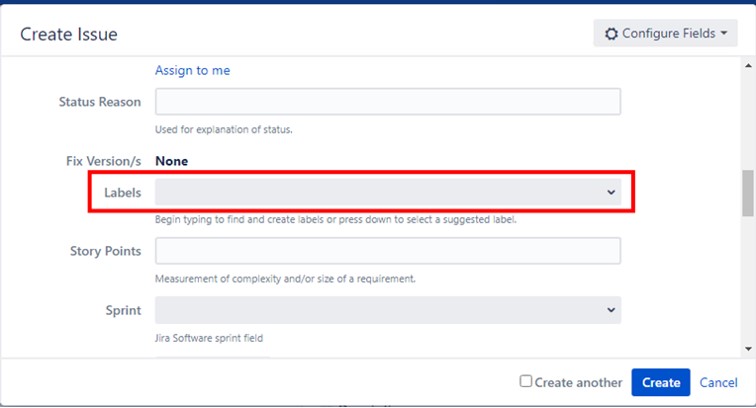 Create Issue
Configure Fields
Assign to me
Status Reason
Used for explanation of status.
Fix Version/s None
Labels
Begin typing to find and create labels or press down to select a suggested label.
Story Points
Measurement of complexity and/or size of a requirement.
Sprint
Jira Software sprint field
Create another Create Cancel